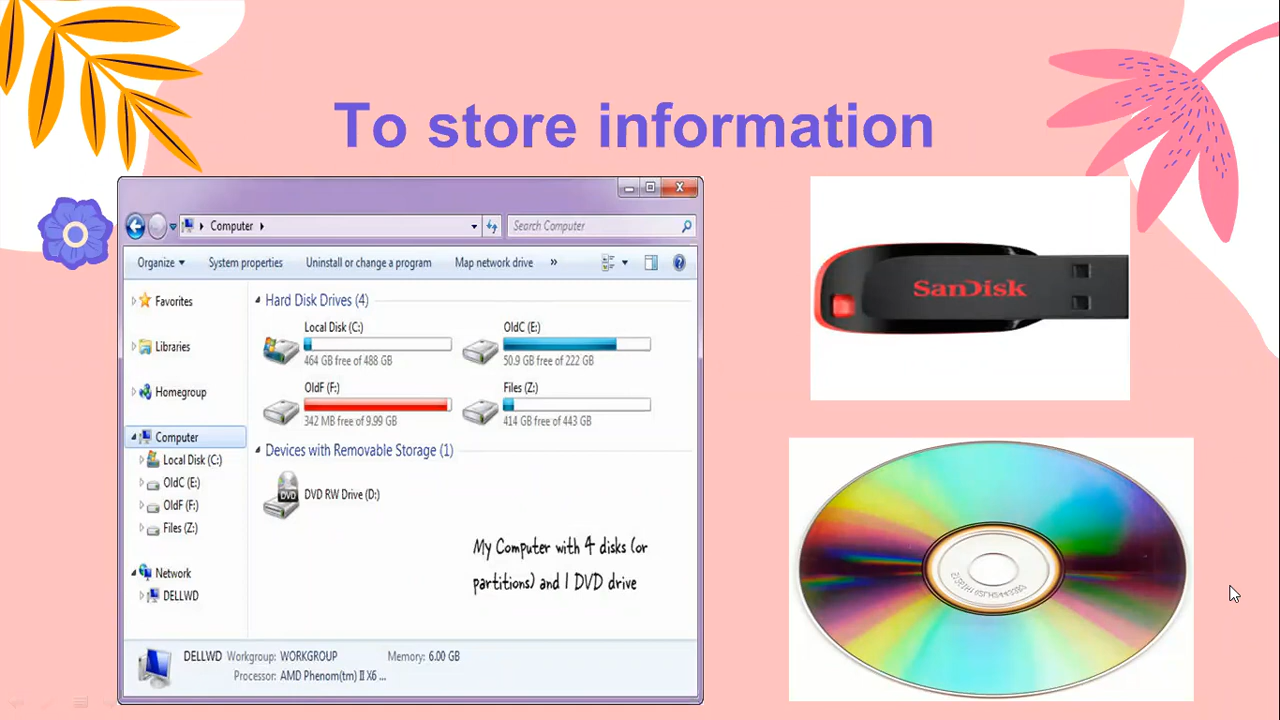 To store information
Computer
Search Computer
Organize System properties Uninstall or change a program Map network drive »
Favorites
Libraries
Homegroup
Computer
Local Disk (C:)
OldC (E:)
OldF (F:)
Files (Z:)
Network
DELLWD
Hard Disk Drives (4)
Local Disk (C:)
464 GB free of 488 GB
OldC (E:)
50.9 GB free of 222 GB
OldF (F:)
342 MB free of 9.99 GB
Files (Z:)
414 GB free of 443 GB
Devices with Removable Storage (1)
DVD
DVD RW Drive (D:)
My Computer with 4 disks (or
partitions) and 1 DVD drive
DELLWD Workgroup: WORKGROUP Memory: 6.00 GB
Processor: AMD Phenom(tm) II X6 ...
SanDisk